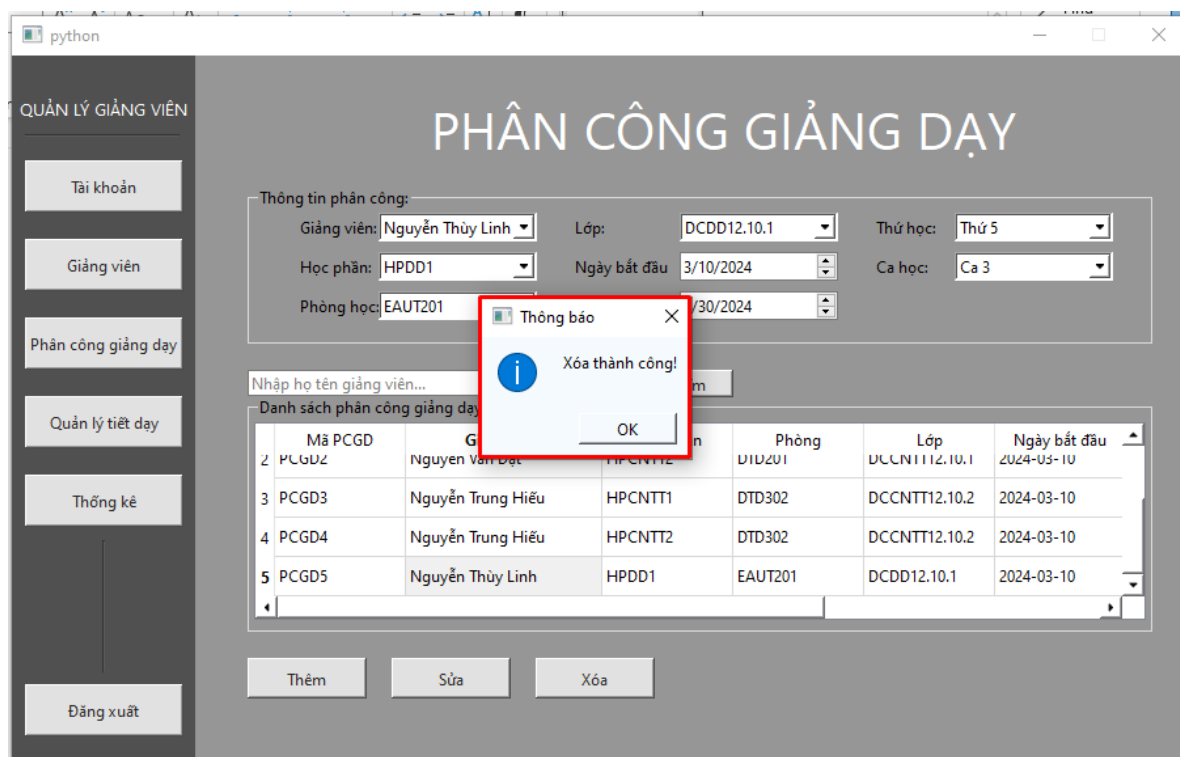 python
QUẢN LÝ GIẢNG VIÊN
Tài khoản
Giảng viên
Phân công giảng dạy
Quản lý tiết dạy
Thống kê
Đăng xuất
PHÂN CÔNG GIẢNG DẠY
Thông tin phân công:
Giảng viên: Nguyễn Thùy Linh Lớp: DCDD12.10.1 Thứ học: Thứ 5
Học phần: HPDD1 Ngày bắt đầu 3/10/2024 Ca học: Ca 3
Phòng học: EAUT201 /30/2024
Thông báo
Xóa thành công!
OK
Nhập họ tên giảng viên...
Danh sách phân công giảng dạy
Mã PCGD Phòng Lớp Ngày bắt đầu
2 PCGD2 Nguyễn Văn Đạt HPCNTT2 DTD201 DCCNTT12.10.1 2024-03-10
3 PCGD3 Nguyễn Trung Hiếu HPCNTT1 DTD302 DCCNTT12.10.2 2024-03-10
4 PCGD4 Nguyễn Trung Hiếu HPCNTT2 DTD302 DCCNTT12.10.2 2024-03-10
5 PCGD5 Nguyễn Thùy Linh HPDD1 EAUT201 DCDD12.10.1 2024-03-10
Thêm Sửa Xóa